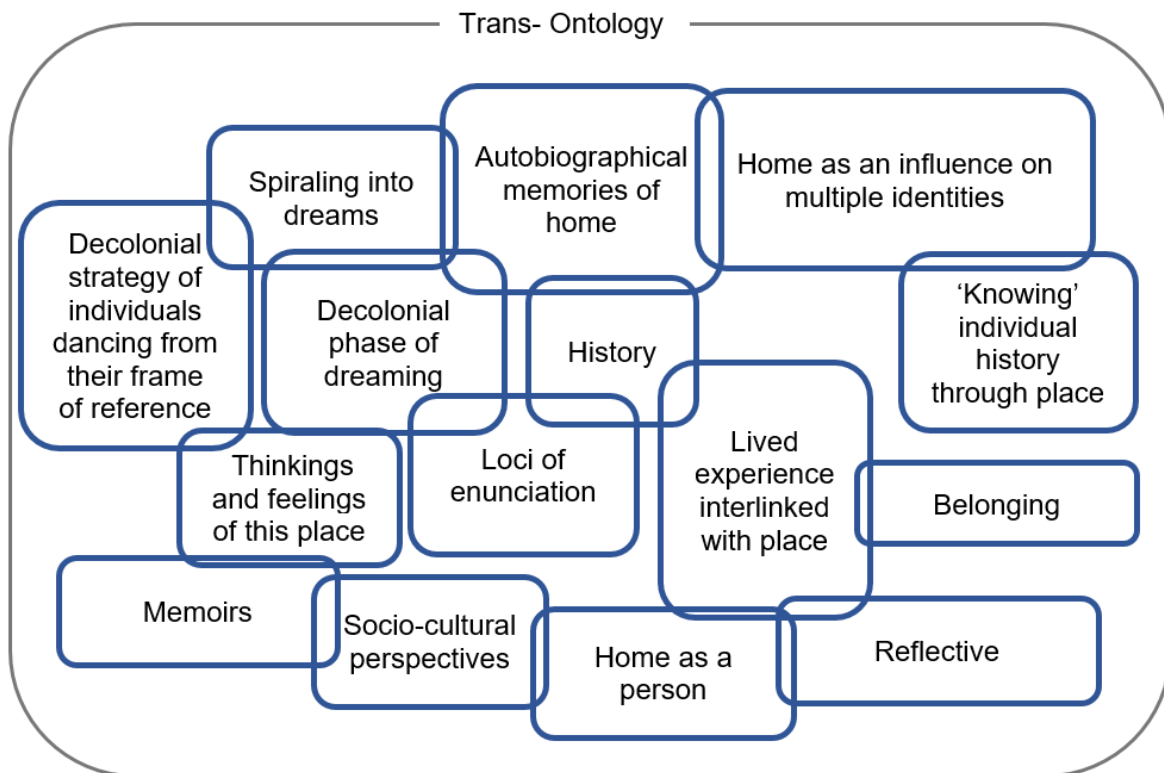 Trans- Ontology
Spiraling into
dreams
Autobiographical
memories of
home
Home as an influence on
multiple identities
Decolonial
strategy of
individuals
dancing from
their frame
of reference
Decolonial
phase of
dreaming
History
‘Knowing’
individual
history
through place
Thinkings
and feelings
of this place
Loci of
enunciation
Lived
experience
interlinked
with place
Belonging
Memoirs
Socio-cultural
perspectives
Home as a
person
Reflective